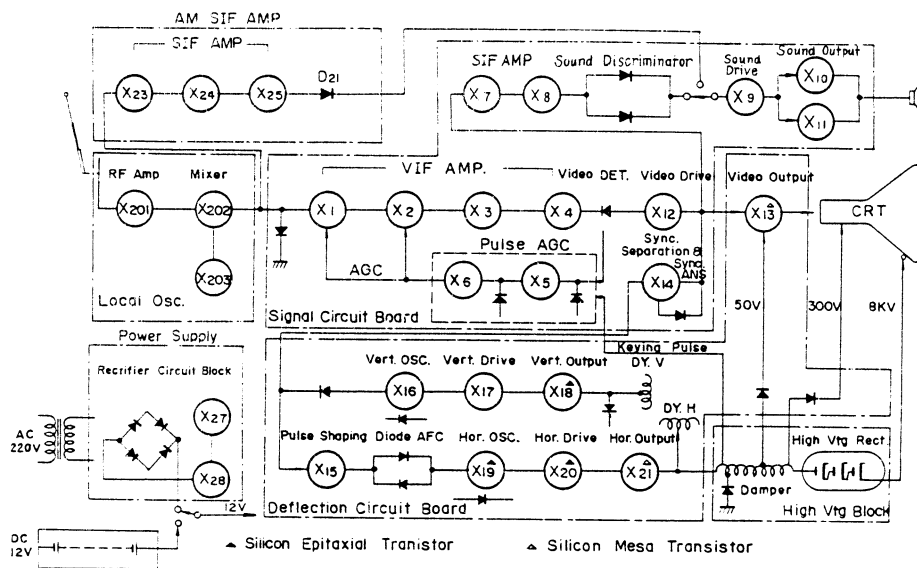 AM SIF AMP
SIF AMP
X23
X24
X25
D21
SIF AMP
X7
X8
Sound Discriminator
Sound Drive
X9
Sound Output
X10
X11
RF Amp
X201
Mixer
X202
X203
Local Osc.
VIF AMP.
X1
X2
X3
X4
Video DET.
Video Drive
X12
Video Output
X13
CRT
Pulse AGC
AGC
X6
X5
Sync.
Separation &
Sync.
ANS
X14
Signal Circuit Board
50V
300V
8KV
Keying Pulse
Power Supply
Rectifier Circuit Block
X27
X28
AC
220V
DC
12V
12V
Vert. OSC.
X16
Vert. Drive
X17
Vert. Output
X18
DY. V
DY. H
Pulse Shaping
X15
Diode AFC
Hor. OSC.
X19
Hor. Drive
X20
Hor. Output
X21
Deflection Circuit Board
Damper
High Vtg Rect.
High Vtg Block
▲ Silicon Epitaxial Tranistor
△ Silicon Mesa Transistor